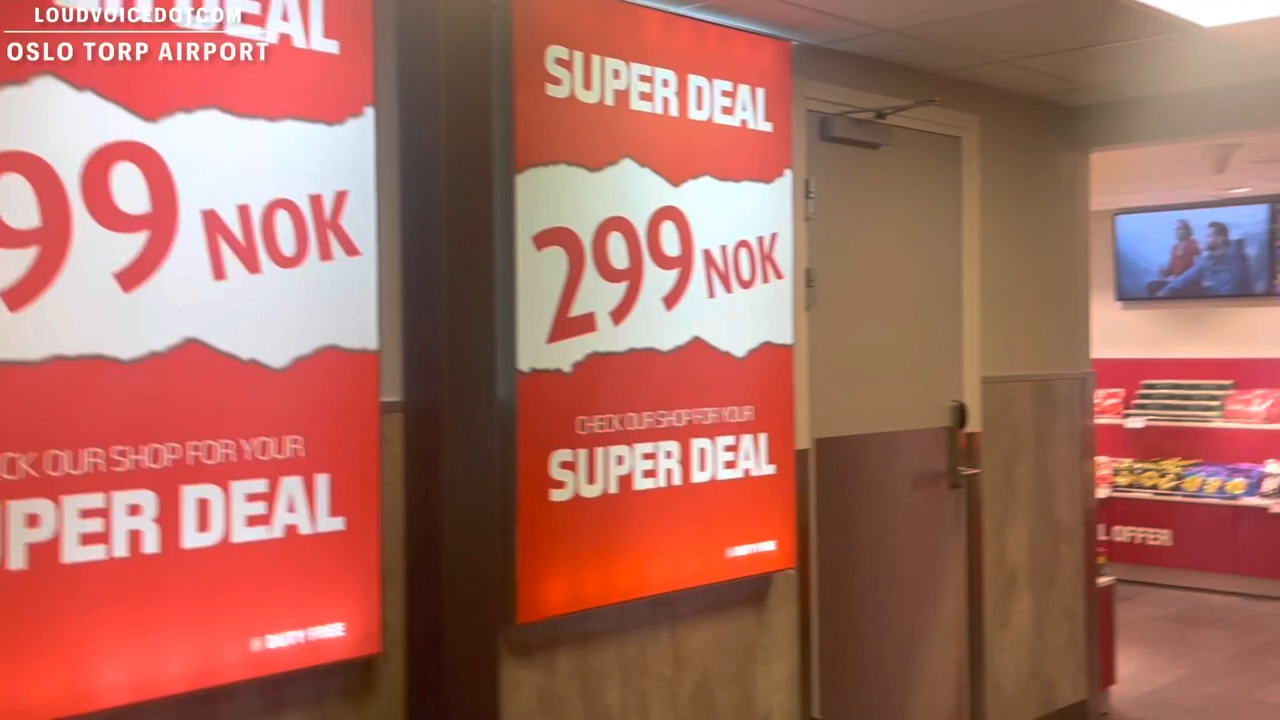 LOUDVOICEDOTCOM
OSLO TORP AIRPORT
DEAL
99 NOK
CK OUR SHOP FOR YOUR
UPER DEAL
DUTY FREE
SUPER DEAL
299 NOK
CHECK OUR SHOP FOR YOUR
SUPER DEAL
DUTY FREE
L OFFER